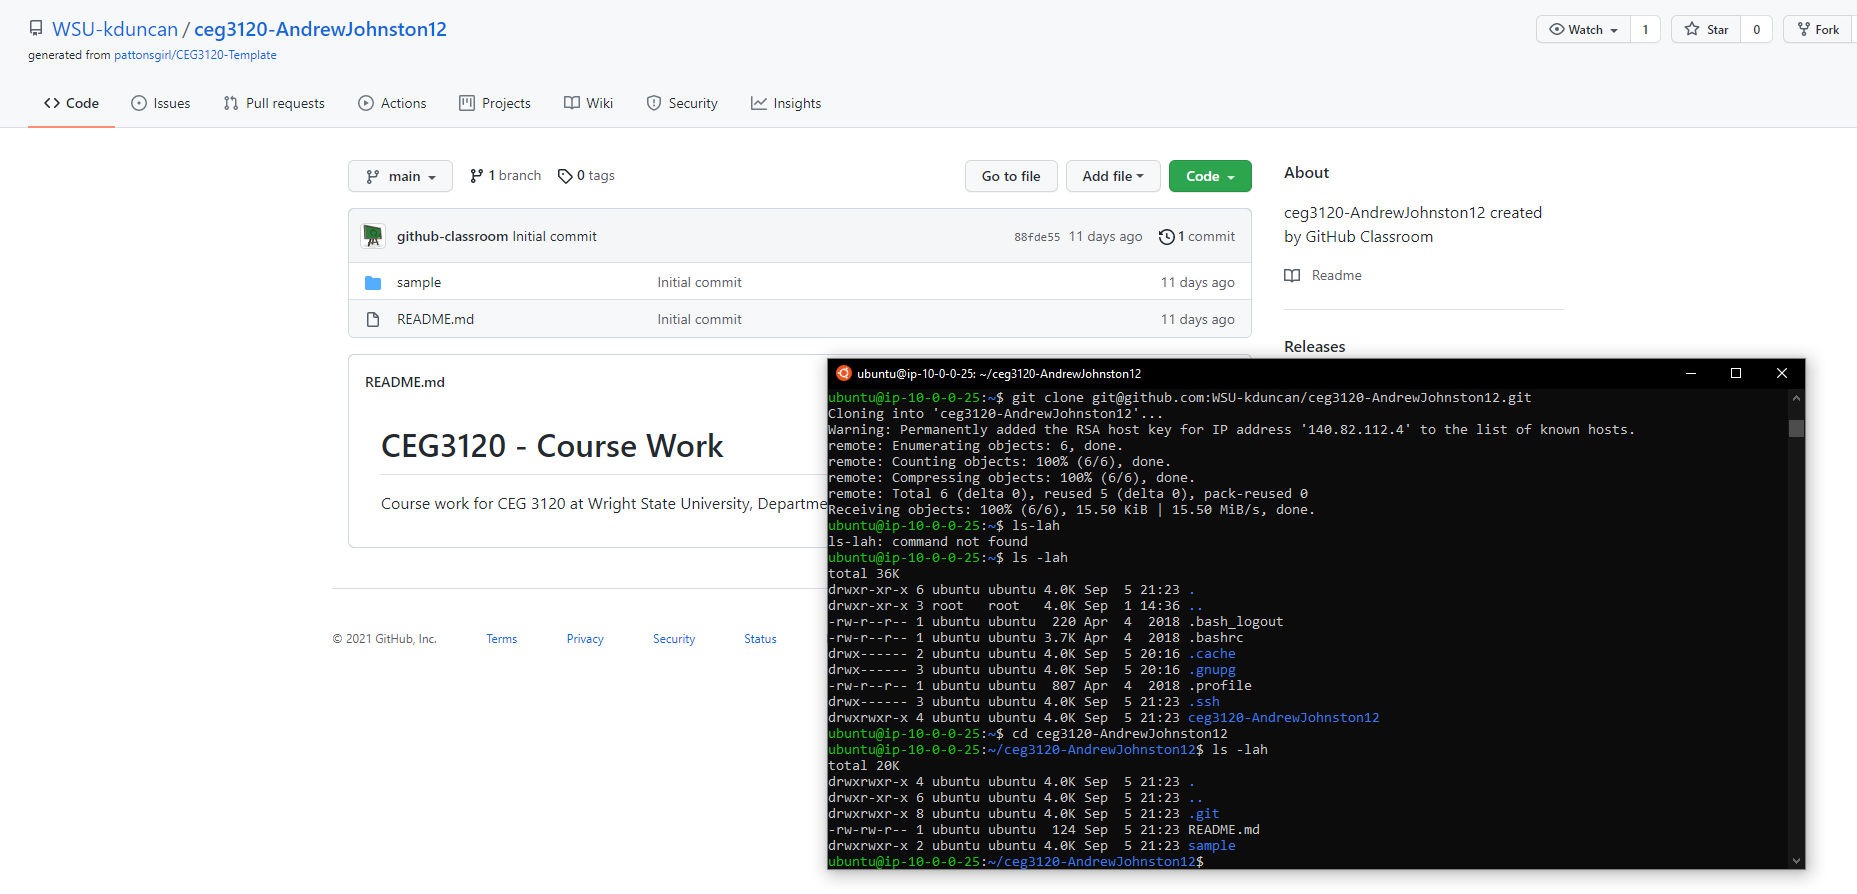 WSU-kduncan / ceg3120-AndrewJohnston12
generated from pattonsgirl/CEG3120-Template
Watch 1 Star 0 Fork
Code Issues Pull requests Actions Projects Wiki Security Insights
main 1 branch 0 tags Go to file Add file Code
github-classroom Initial commit 88fde55 11 days ago 1 commit
sample Initial commit 11 days ago
README.md Initial commit 11 days ago
README.md
CEG3120 - Course Work
Course work for CEG 3120 at Wright State University, Departme
© 2021 GitHub, Inc. Terms Privacy Security Status
About
ceg3120-AndrewJohnston12 created
by GitHub Classroom
Readme
Releases
ubuntu@ip-10-0-0-25: ~/ceg3120-AndrewJohnston12
ubuntu@ip-10-0-0-25:~$ git clone git@github.com:WSU-kduncan/ceg3120-AndrewJohnston12.git
Cloning into 'ceg3120-AndrewJohnston12'...
Warning: Permanently added the RSA host key for IP address '140.82.112.4' to the list of known hosts.
remote: Enumerating objects: 6, done.
remote: Counting objects: 100% (6/6), done.
remote: Compressing objects: 100% (6/6), done.
remote: Total 6 (delta 0), reused 5 (delta 0), pack-reused 0
Receiving objects: 100% (6/6), 15.50 KiB | 15.50 MiB/s, done.
ubuntu@ip-10-0-0-25:~$ ls-lah
ls-lah: command not found
ubuntu@ip-10-0-0-25:~$ ls -lah
total 36K
drwxr-xr-x 6 ubuntu ubuntu 4.0K Sep  5 21:23 .
drwxr-xr-x 3 root   root   4.0K Sep  1 14:36 ..
-rw-r--r-- 1 ubuntu ubuntu  220 Apr  4  2018 .bash_logout
-rw-r--r-- 1 ubuntu ubuntu 3.7K Apr  4  2018 .bashrc
drwx------ 2 ubuntu ubuntu 4.0K Sep  5 20:16 .cache
drwx------ 3 ubuntu ubuntu 4.0K Sep  5 20:16 .gnupg
-rw-r--r-- 1 ubuntu ubuntu  807 Apr  4  2018 .profile
drwx------ 3 ubuntu ubuntu 4.0K Sep  5 21:23 .ssh
drwxrwxr-x 4 ubuntu ubuntu 4.0K Sep  5 21:23 ceg3120-AndrewJohnston12
ubuntu@ip-10-0-0-25:~$ cd ceg3120-AndrewJohnston12
ubuntu@ip-10-0-0-25:~/ceg3120-AndrewJohnston12$ ls -lah
total 20K
drwxrwxr-x 4 ubuntu ubuntu 4.0K Sep  5 21:23 .
drwxr-xr-x 6 ubuntu ubuntu 4.0K Sep  5 21:23 ..
drwxrwxr-x 8 ubuntu ubuntu 4.0K Sep  5 21:23 .git
-rw-rw-r-- 1 ubuntu ubuntu  124 Sep  5 21:23 README.md
drwxrwxr-x 2 ubuntu ubuntu 4.0K Sep  5 21:23 sample
ubuntu@ip-10-0-0-25:~/ceg3120-AndrewJohnston12$